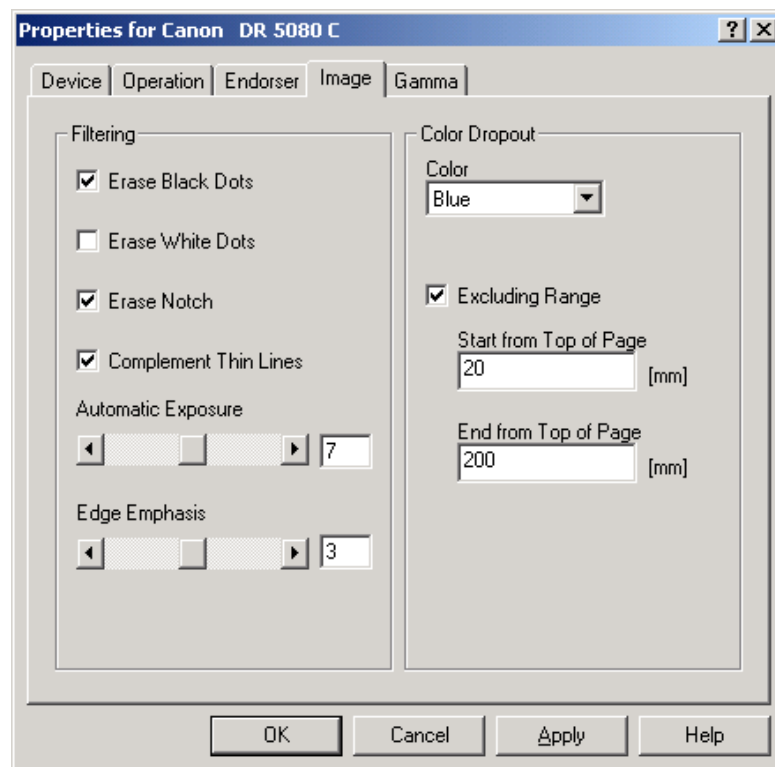 Properties for Canon DR 5080 C
Device Operation Endorser Image Gamma
Filtering
Erase Black Dots
Erase White Dots
Erase Notch
Complement Thin Lines
Automatic Exposure
7
Edge Emphasis
3
Color Dropout
Color
Blue
Excluding Range
Start from Top of Page
20 [mm]
End from Top of Page
200 [mm]
OK Cancel Apply Help